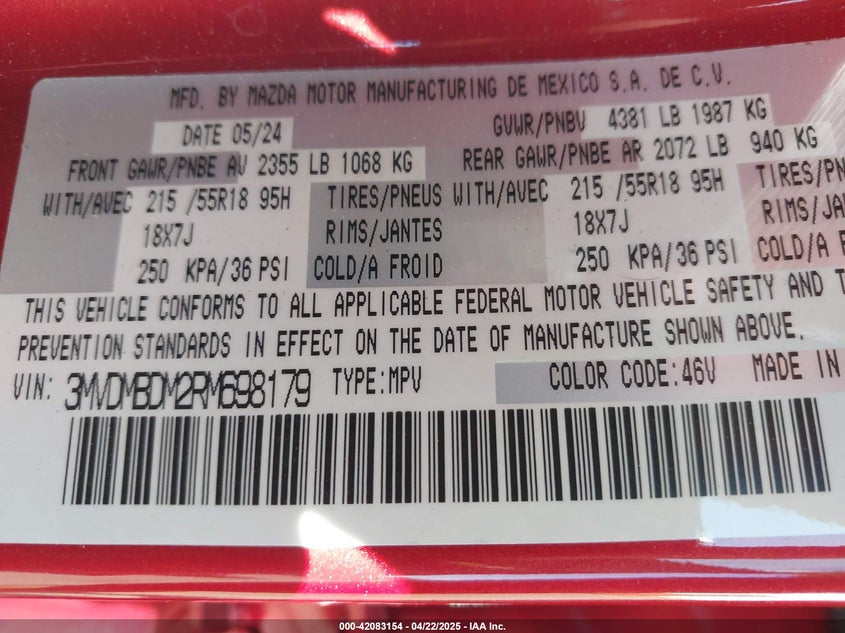 MFD. BY MAZDA MOTOR MANUFACTURING DE MEXICO S.A. DE C.V.
DATE 05/24 GVWR/PNBV 4381 LB 1987 KG
FRONT GAWR/PNBE AV 2355 LB 1068 KG REAR GAWR/PNBE AR 2072 LB 940 KG
WITH/AVEC 215 /55R18 95H TIRES/PNEUS WITH/AVEC 215 /55R18 95H TIRES/PN
18X7J RIMS/JANTES 18X7J RIMS/JA
250 KPA/36 PSI COLD/A FROID 250 KPA/36 PSI COLD/A F
THIS VEHICLE CONFORMS TO ALL APPLICABLE FEDERAL MOTOR VEHICLE SAFETY AND T
PREVENTION STANDARDS IN EFFECT ON THE DATE OF MANUFACTURE SHOWN ABOVE.
VIN: 3MVDMBDM2RM698179 TYPE:MPV COLOR CODE:46V MADE IN
000-42083154 - 04/22/2025 - IAA Inc.